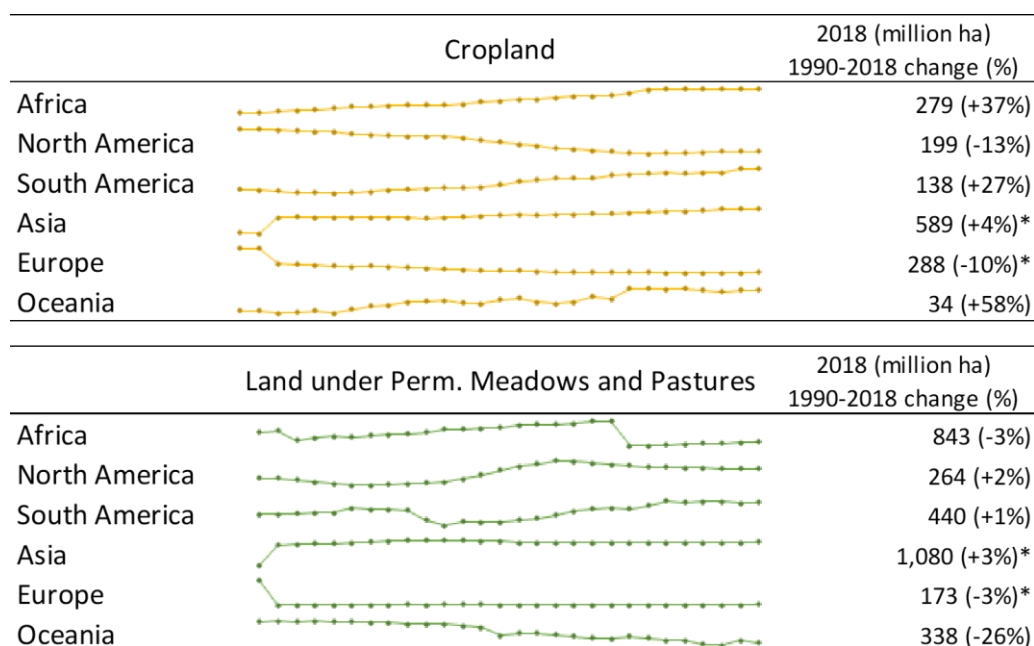 Cropland
2018 (million ha)
1990-2018 change (%)
Africa 279 (+37%)
North America 199 (-13%)
South America 138 (+27%)
Asia 589 (+4%)*
Europe 288 (-10%)*
Oceania 34 (+58%)
Land under Perm. Meadows and Pastures
2018 (million ha)
1990-2018 change (%)
Africa 843 (-3%)
North America 264 (+2%)
South America 440 (+1%)
Asia 1,080 (+3%)*
Europe 173 (-3%)*
Oceania 338 (-26%)